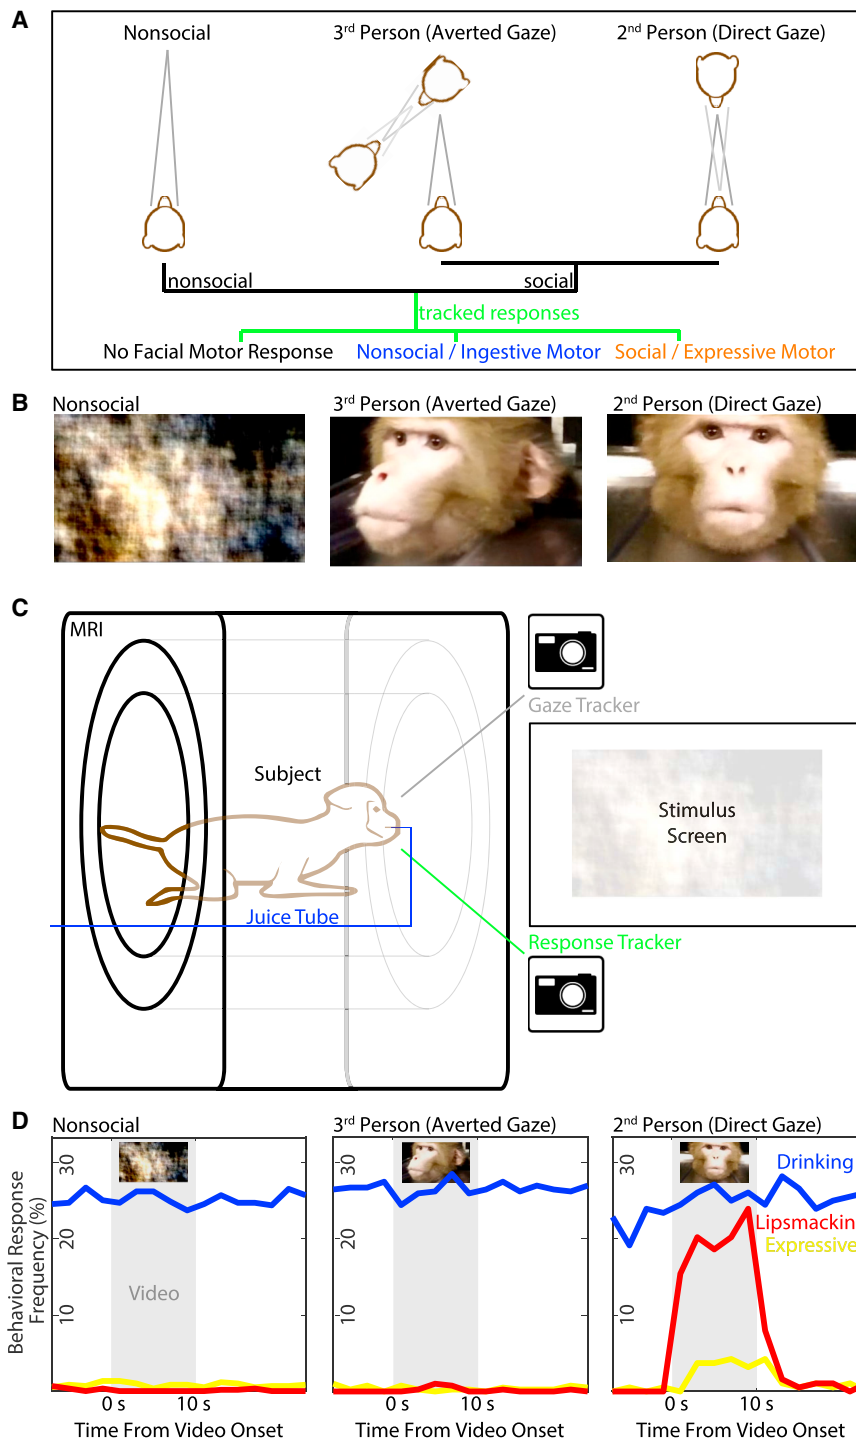 A
Nonsocial
3rd Person (Averted Gaze)
2nd Person (Direct Gaze)
nonsocial
social
tracked responses
No Facial Motor Response
Nonsocial / Ingestive Motor
Social / Expressive Motor
B
Nonsocial
3rd Person (Averted Gaze)
2nd Person (Direct Gaze)
C
MRI
Subject
Juice Tube
Gaze Tracker
Stimulus
Screen
Response Tracker
D
Nonsocial
3rd Person (Averted Gaze)
2nd Person (Direct Gaze)
Behavioral Response
Frequency (%)
30
20
10
Video
0 s
10 s
Time From Video Onset
30
20
10
0 s
10 s
Time From Video Onset
30
20
10
Drinking
Lipsmackin
Expressive
0 s
10 s
Time From Video Onset